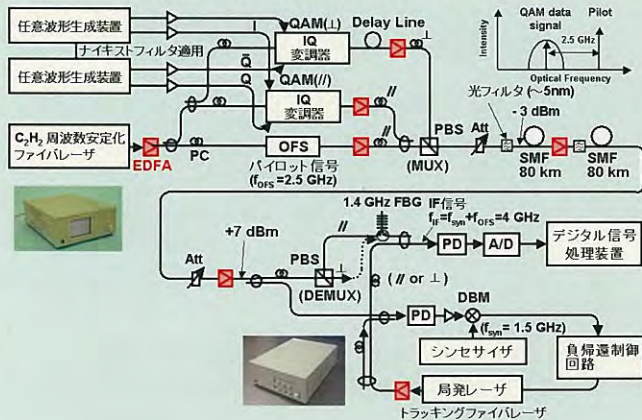 任意波形生成装置
ナイキストフィルタ適用
任意波形生成装置
I
I̅
Q̅
Q
QAM(⊥)
IQ
変調器
Delay Line
⊥
QAM(//)
IQ
変調器
//
C₂H₂ 周波数安定化
ファイバレーザ
EDFA
PC
OFS
//
パイロット信号
(fOFS = 2.5 GHz)
PBS
(MUX)
Att
光フィルタ (~5nm)
- 3 dBm
SMF
80 km
SMF
80 km
Intensity
QAM data
signal
Pilot
2.5 GHz
Optical Frequency
Att
+7 dBm
PBS
(DEMUX)
//
⊥
1.4 GHz FBG
IF信号
fIF=fsyn+fOFS=4 GHz
PD
A/D
デジタル信号
処理装置
(// or ⊥)
PD
DBM
(fsyn= 1.5 GHz)
シンセサイザ
負帰還制御
回路
局発レーザ
トラッキングファイバレーザ